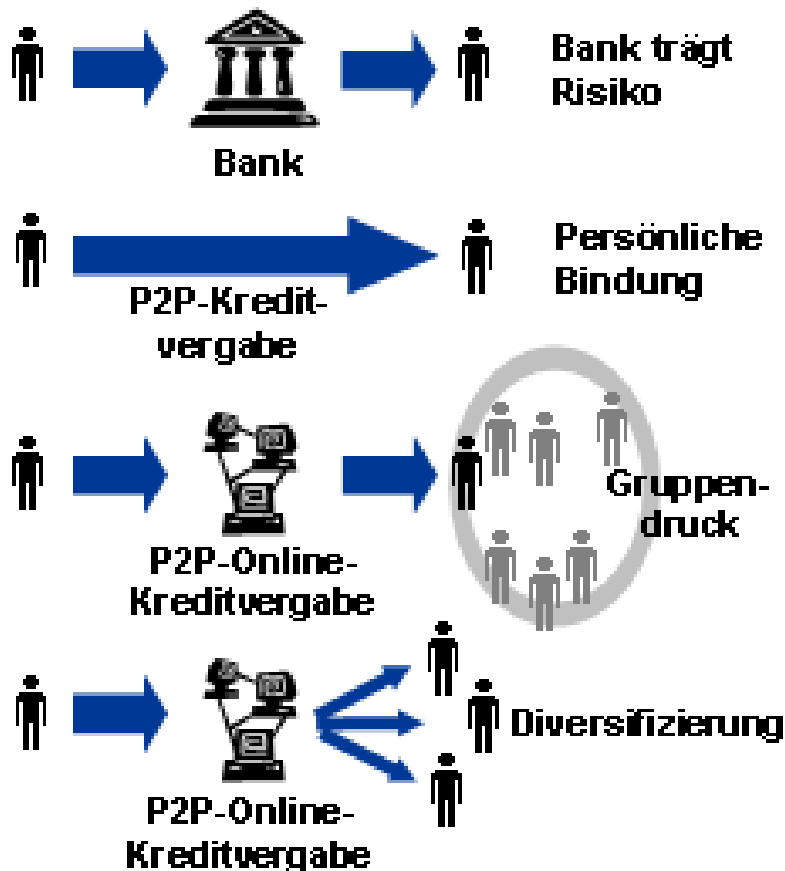 Bank trägt
Risiko
Bank
Persönliche
Bindung
P2P-Kredit-
vergabe
Gruppen-
druck
P2P-Online-
Kreditvergabe
Diversifizierung
P2P-Online-
Kreditvergabe